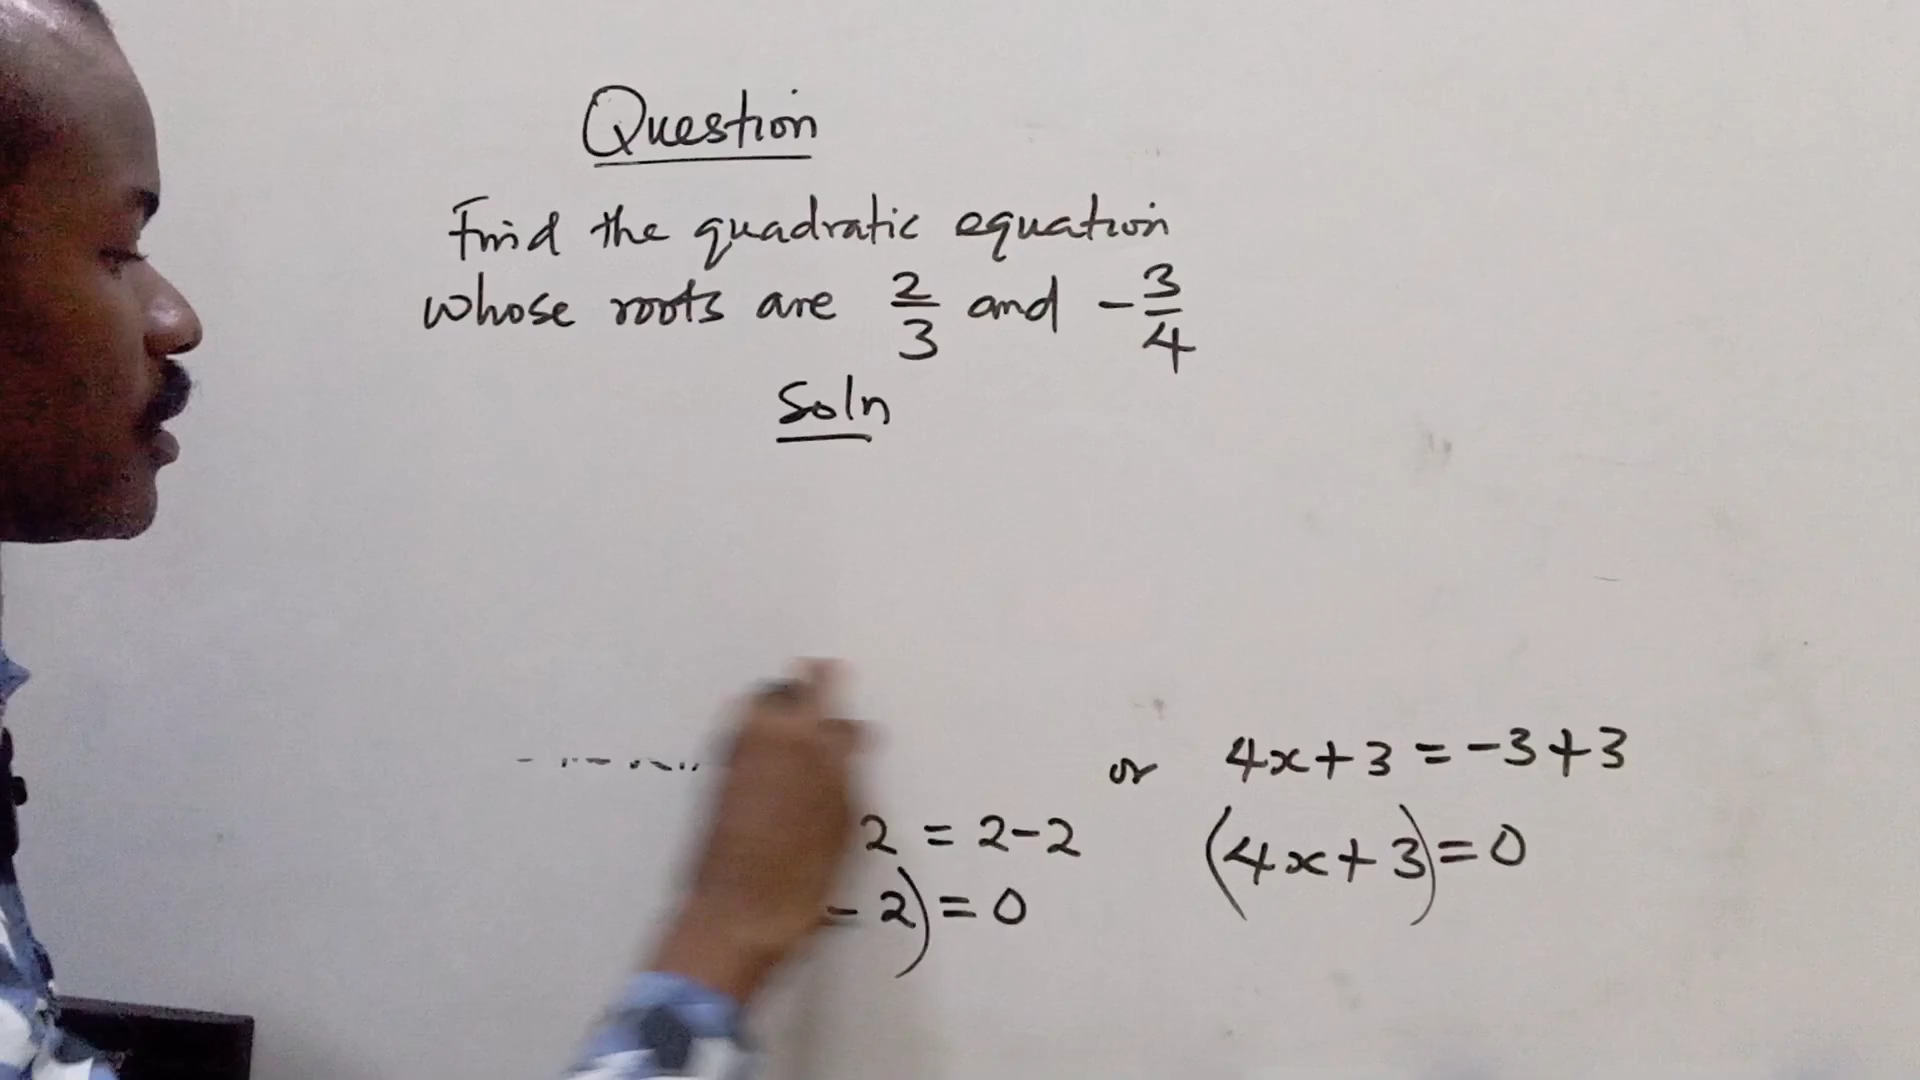 Question
Find the quadratic equation
whose roots are 2/3 and -3/4
Soln
or 4x+3 = -3+3
2 = 2-2
(4x+3)=0
- 2)=0